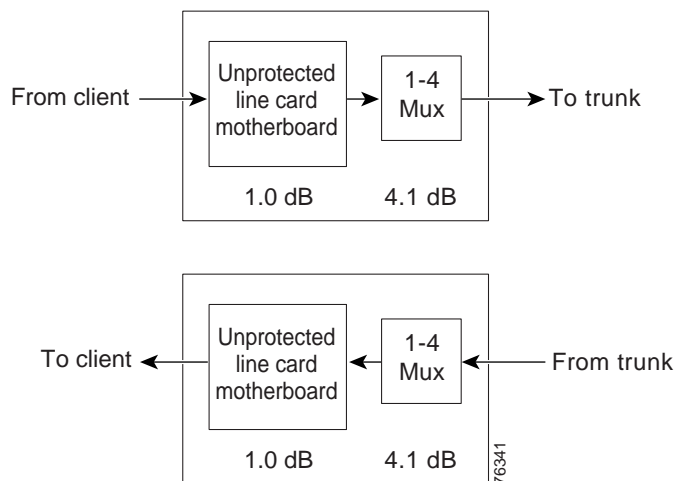 From client
Unprotected
line card
motherboard
1-4
Mux
To trunk
1.0 dB
4.1 dB
To client
Unprotected
line card
motherboard
1-4
Mux
From trunk
1.0 dB
4.1 dB
76341